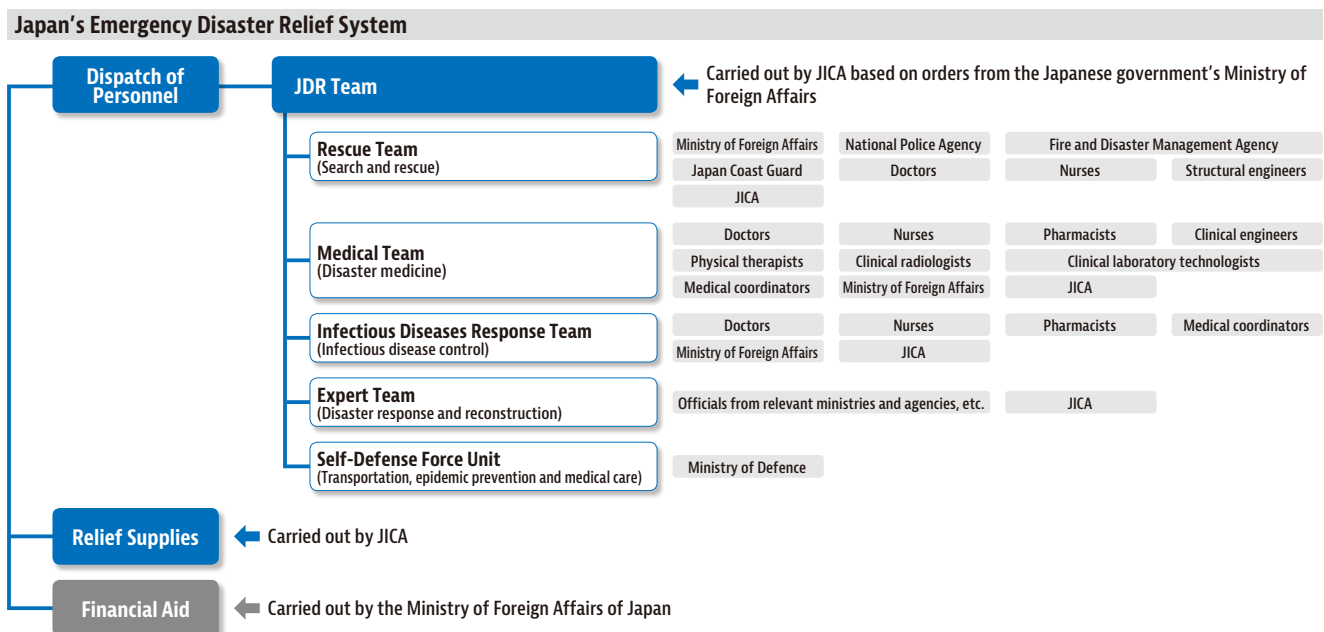 Japan’s Emergency Disaster Relief System
Dispatch of
Personnel
JDR Team
Carried out by JICA based on orders from the Japanese government’s Ministry of
Foreign Affairs
Rescue Team
(Search and rescue)
Ministry of Foreign Affairs National Police Agency Fire and Disaster Management Agency
Japan Coast Guard Doctors Nurses Structural engineers
JICA
Medical Team
(Disaster medicine)
Doctors Nurses Pharmacists Clinical engineers
Physical therapists Clinical radiologists Clinical laboratory technologists
Medical coordinators Ministry of Foreign Affairs JICA
Infectious Diseases Response Team
(Infectious disease control)
Doctors Nurses Pharmacists Medical coordinators
Ministry of Foreign Affairs JICA
Expert Team
(Disaster response and reconstruction)
Officials from relevant ministries and agencies, etc. JICA
Self-Defense Force Unit
(Transportation, epidemic prevention and medical care)
Ministry of Defence
Relief Supplies
Carried out by JICA
Financial Aid
Carried out by the Ministry of Foreign Affairs of Japan